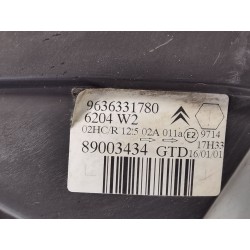 9636331780
6204 W2
02HC/R 12.5 02A 011a E2 9714
17H33
89003434 GTD 16/01/01